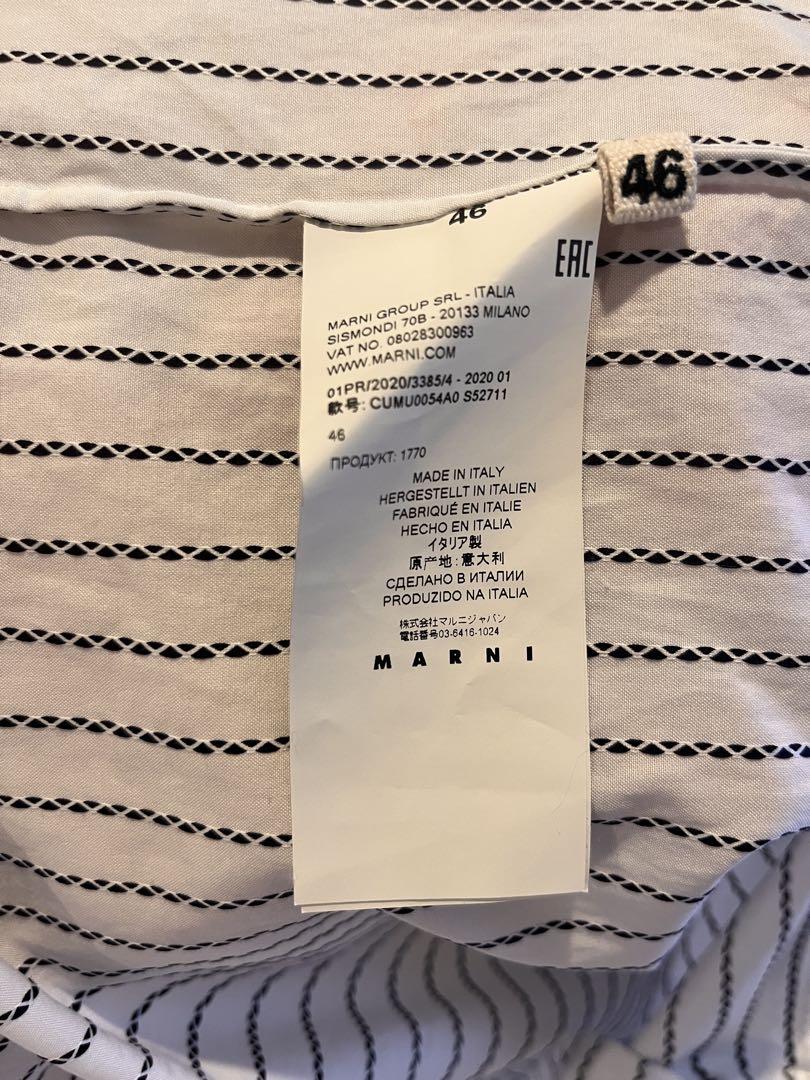 46
46
EAC
MARNI GROUP SRL - ITALIA
SISMONDI 70B - 20133 MILANO
VAT NO. 08028300963
WWW.MARNI.COM
01PR/2020/3385/4 - 2020 01
款号: CUMU0054A0 S52711
46
ПРОДУКТ: 1770
MADE IN ITALY
HERGESTELLT IN ITALIEN
FABRIQUÉ EN ITALIE
HECHO EN ITALIA
イタリア製
原产地:意大利
СДЕЛАНО В ИТАЛИИ
PRODUZIDO NA ITALIA
株式会社マルニジャパン
電話番号03-6416-1024
MARNI